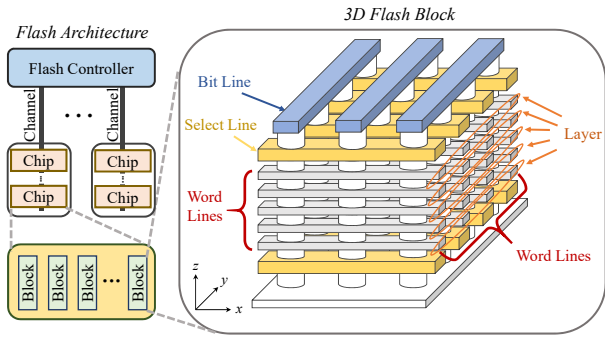 Flash Architecture
Flash Controller
Channel
...
Channel
Chip
Chip
Chip
Chip
Block
Block
Block
...
Block
3D Flash Block
Bit Line
Select Line
Layer
Word
Lines
Word Lines
z
y
x